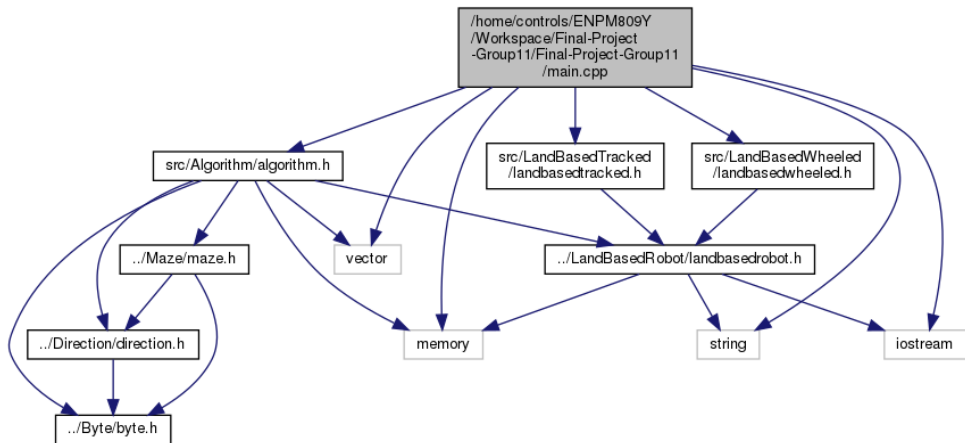 /home/controls/ENPM809Y
/Workspace/Final-Project
-Group11/Final-Project-Group11
/main.cpp
src/Algorithm/algorithm.h
src/LandBasedTracked
/landbasedtracked.h
src/LandBasedWheeled
/landbasedwheeled.h
../Maze/maze.h
vector
../LandBasedRobot/landbasedrobot.h
../Direction/direction.h
memory
string
iostream
../Byte/byte.h